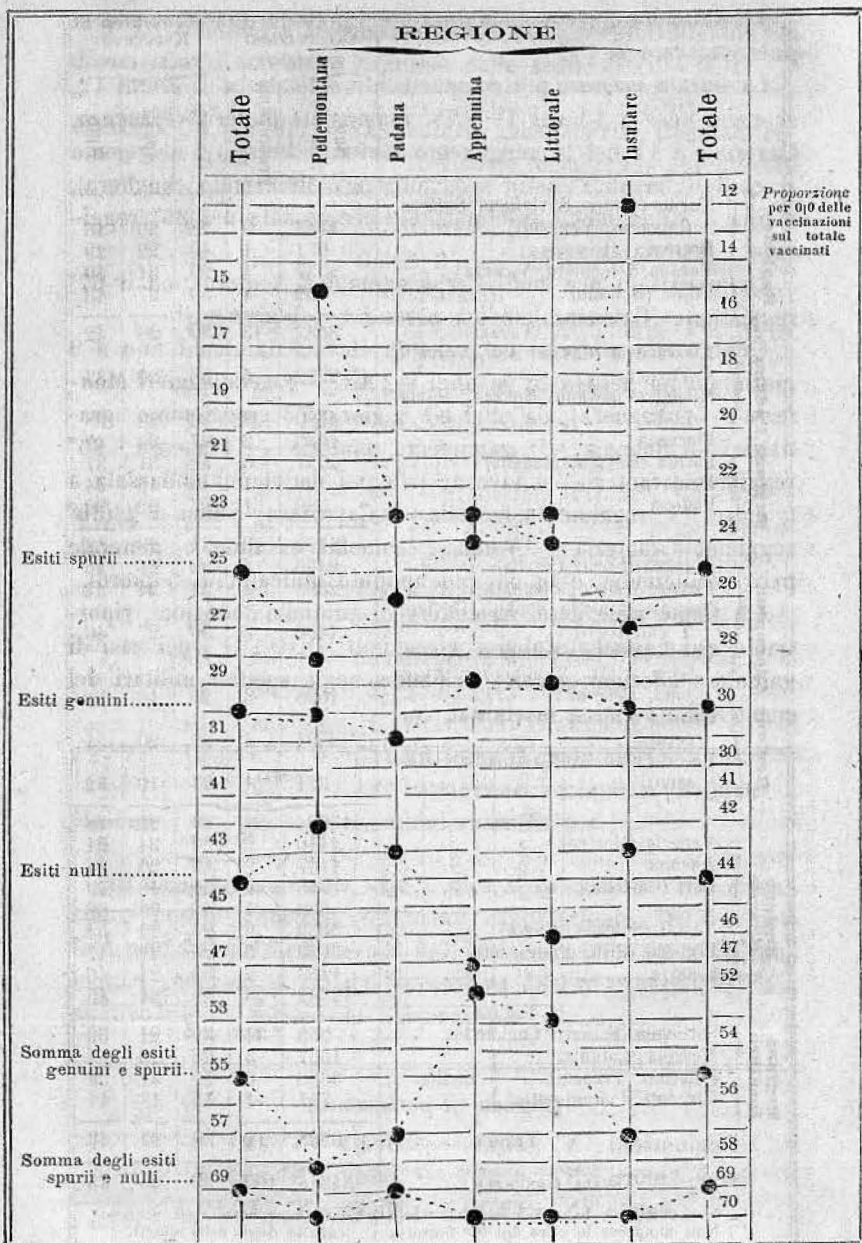 REGIONE
Totale
Pedemontana
Padana
Appenuina
Littorale
Insulare
Totale
Proporzione
per 0|0 delle
vaccinazioni
sul totale
vaccinati
12
14
15
16
17
18
19
20
21
22
23
24
Esiti spurii
25
26
27
28
29
30
Esiti genuini
31
30
41
41
42
43
44
Esiti nulli
45
46
47
47
52
53
54
Somma degli esiti
genuini e spurii
55
56
57
58
Somma degli esiti
spurii e nulli
69
69
70